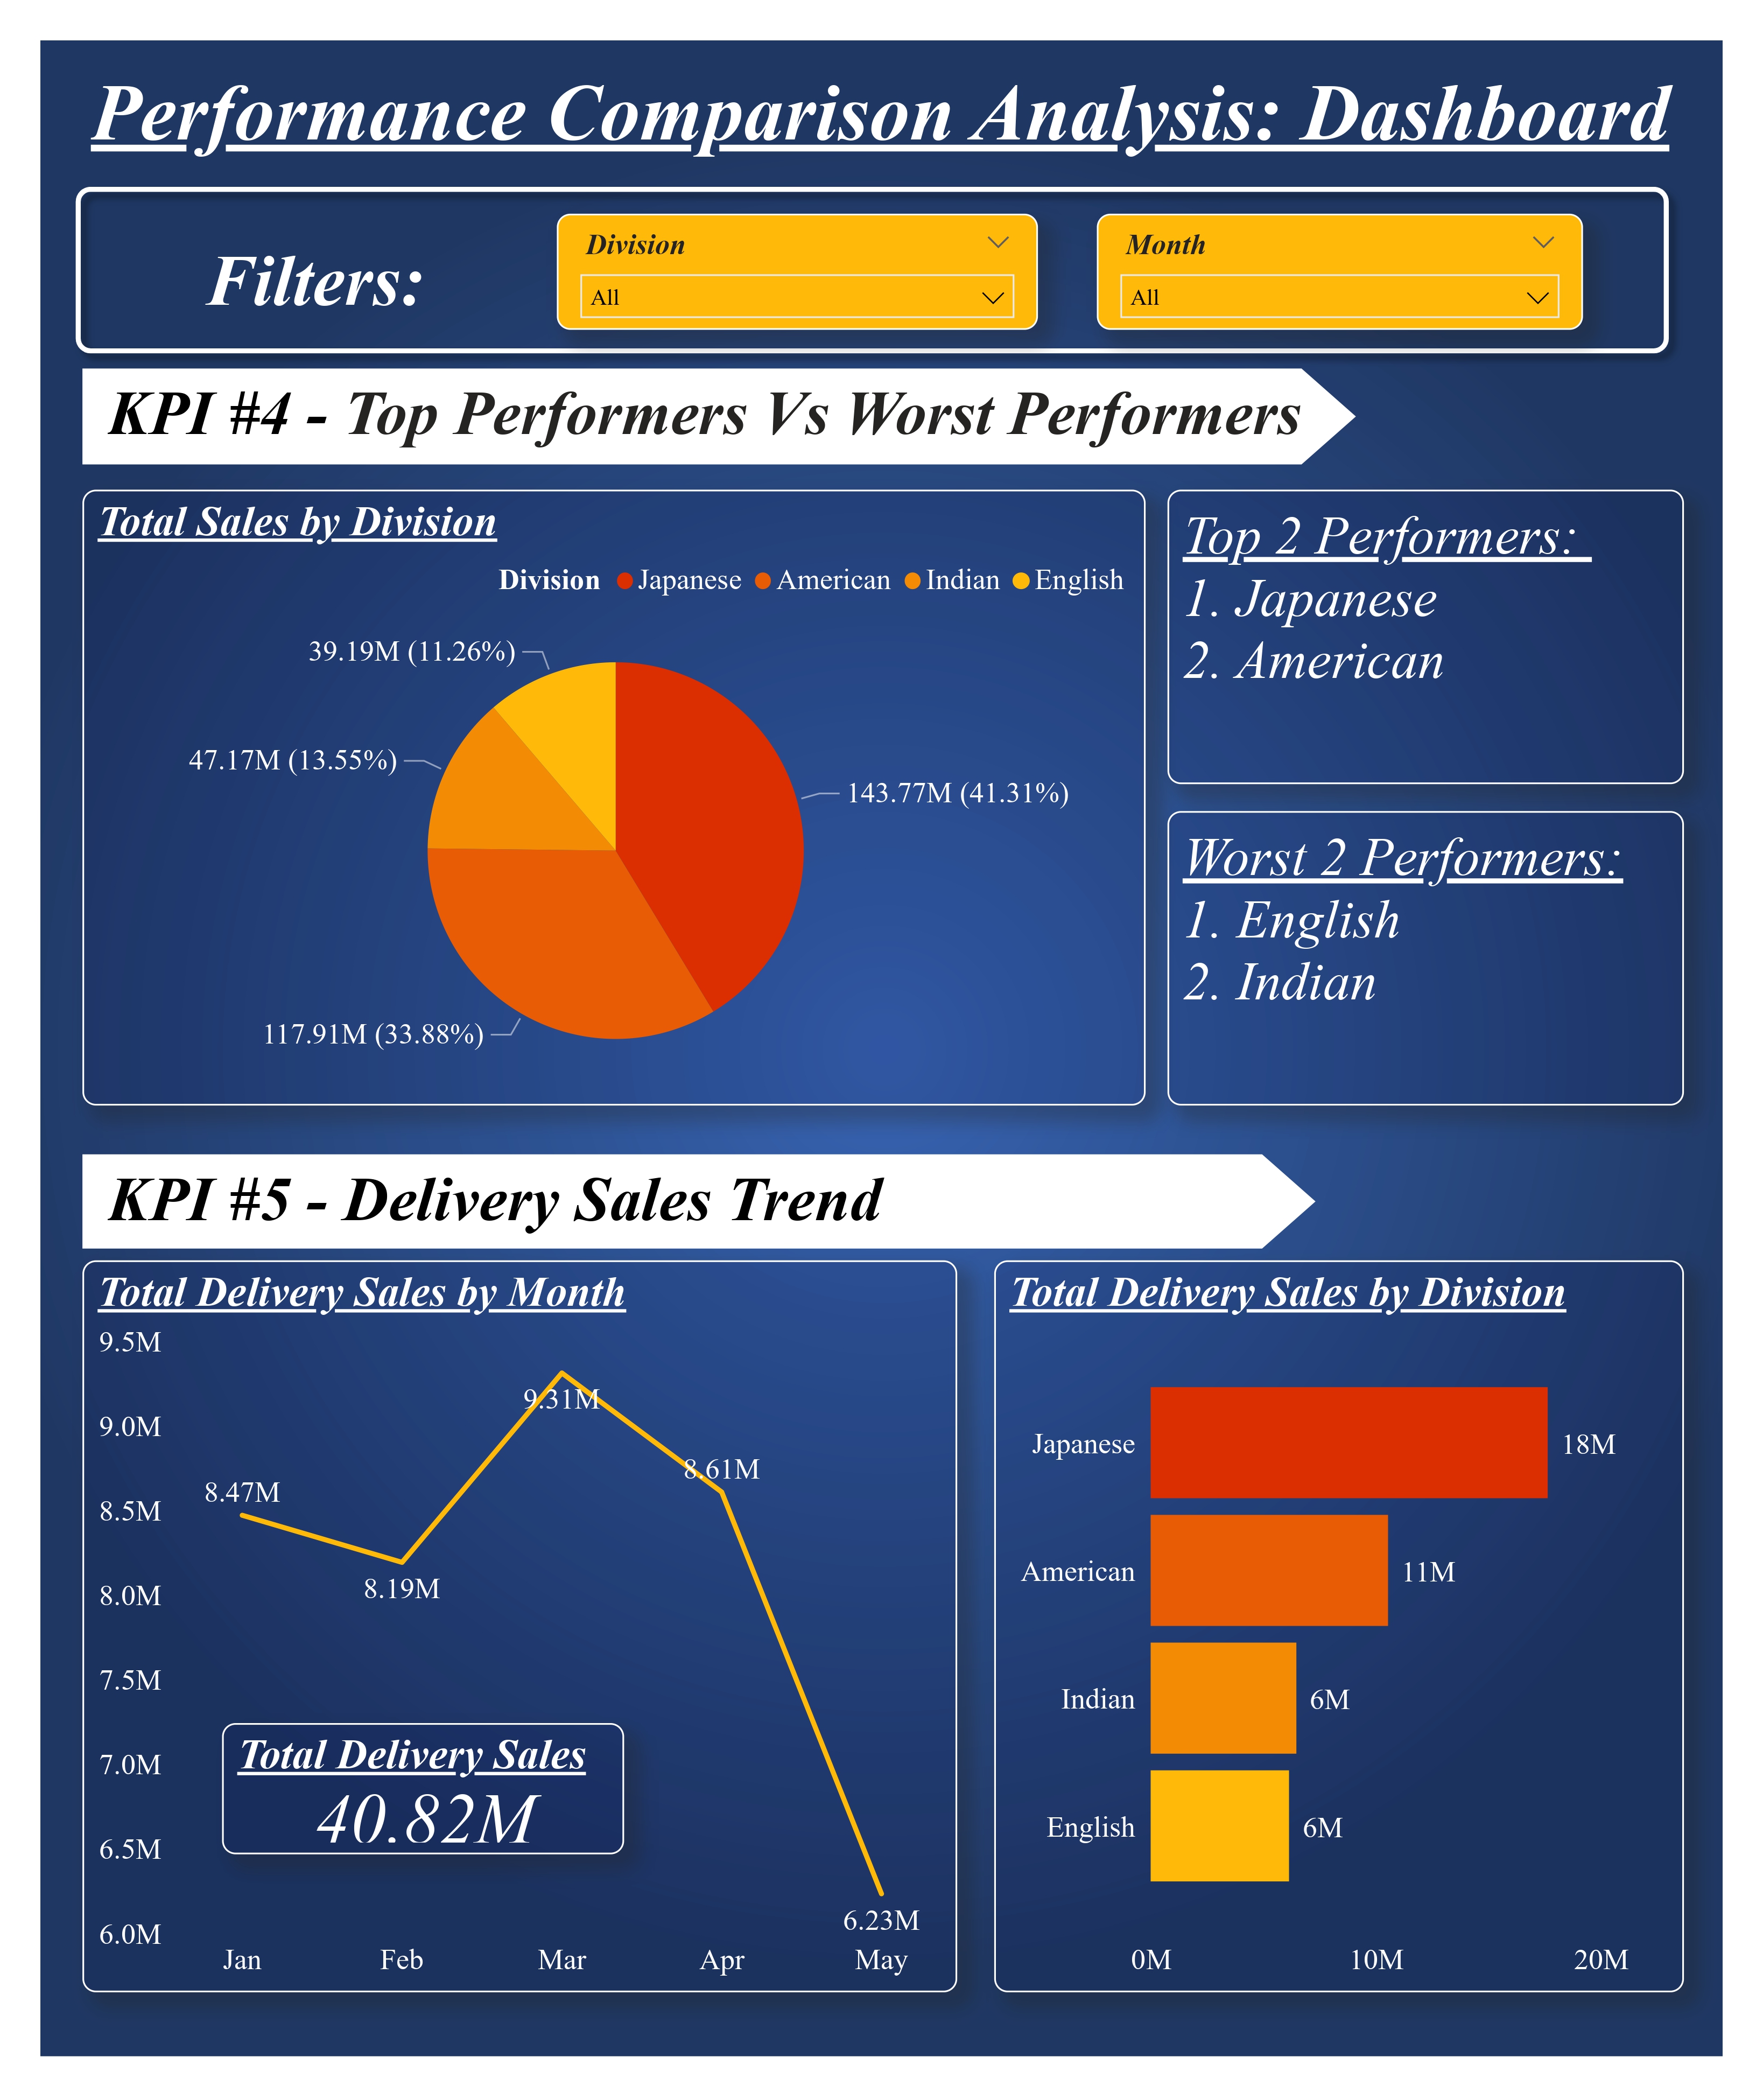 Performance Comparison Analysis: Dashboard
Filters:
Division
All
Month
All
KPI #4 - Top Performers Vs Worst Performers
Total Sales by Division
Division Japanese American Indian English
39.19M (11.26%)
47.17M (13.55%)
143.77M (41.31%)
117.91M (33.88%)
Top 2 Performers:
1. Japanese
2. American
Worst 2 Performers:
1. English
2. Indian
KPI #5 - Delivery Sales Trend
Total Delivery Sales by Month
9.5M
9.0M
8.5M
8.0M
7.5M
7.0M
6.5M
6.0M
8.47M
8.19M
9.31M
8.61M
6.23M
Jan Feb Mar Apr May
Total Delivery Sales
40.82M
Total Delivery Sales by Division
Japanese 18M
American 11M
Indian 6M
English 6M
0M 10M 20M